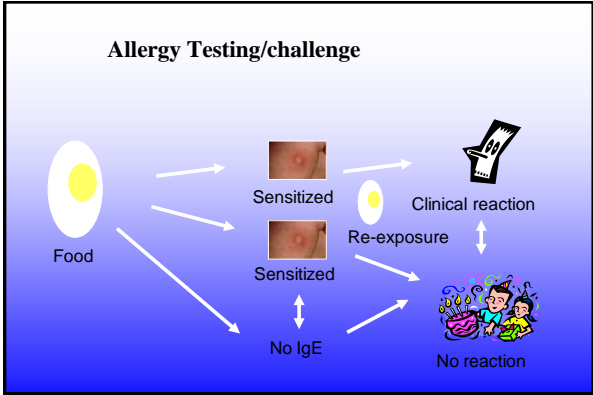 Allergy Testing/challenge
Sensitized
Clinical reaction
Re-exposure
Food
Sensitized
No IgE
No reaction